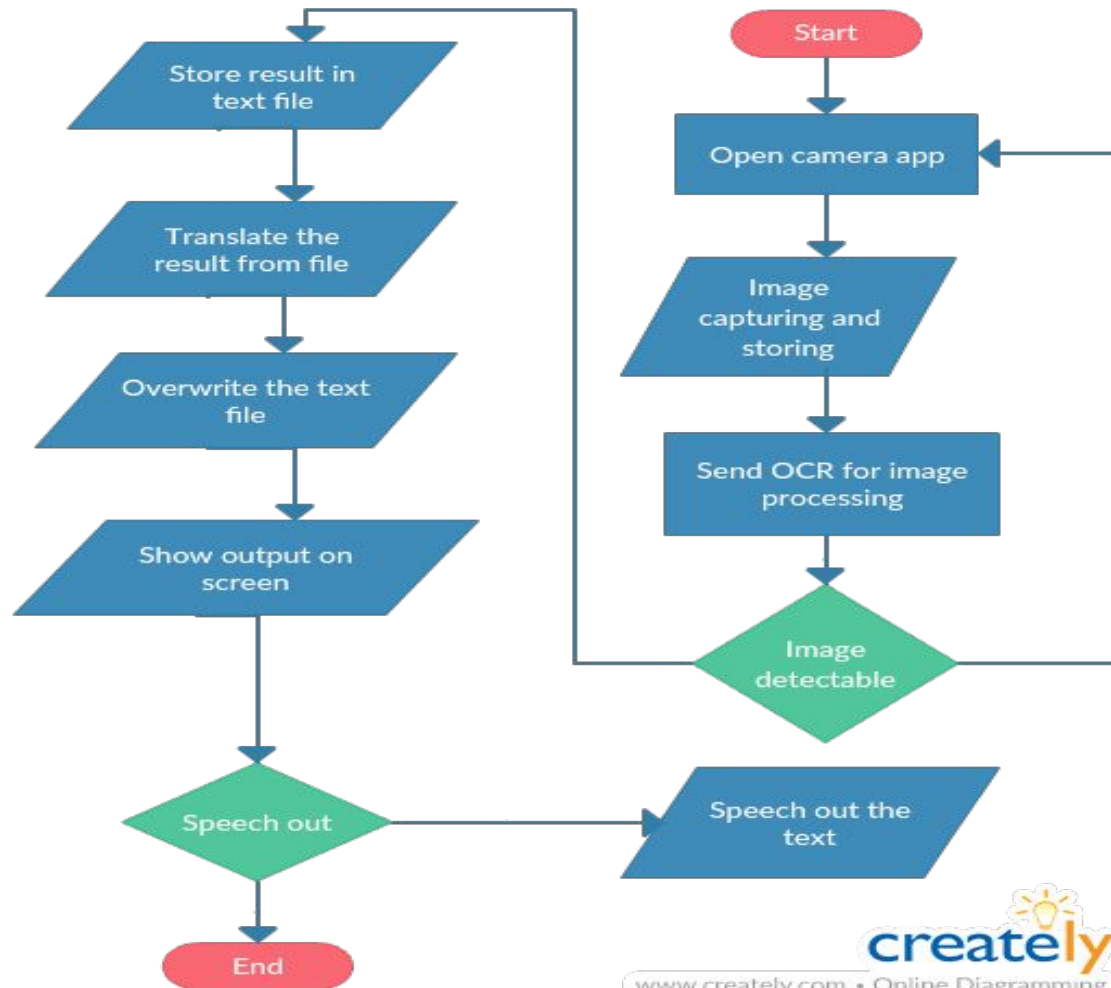 Start
Open camera app
Image
capturing and
storing
Send OCR for image
processing
Image
detectable
Store result in
text file
Translate the
result from file
Overwrite the text
file
Show output on
screen
Speech out
Speech out the
text
End
creately
www.creately.com • Online Diagramming